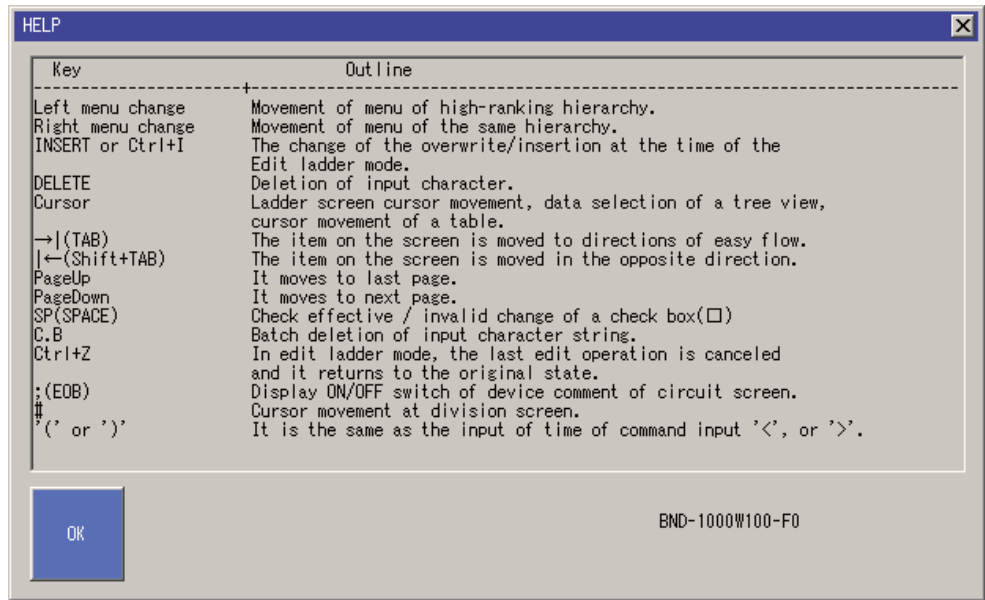 HELP
Key Outline
Left menu change Movement of menu of high-ranking hierarchy.
Right menu change Movement of menu of the same hierarchy.
INSERT or Ctrl+I The change of the overwrite/insertion at the time of the
Edit ladder mode.
DELETE Deletion of input character.
Cursor Ladder screen cursor movement, data selection of a tree view,
cursor movement of a table.
→|(TAB) The item on the screen is moved to directions of easy flow.
|←(Shift+TAB) The item on the screen is moved in the opposite direction.
PageUp It moves to last page.
PageDown It moves to next page.
SP(SPACE) Check effective / invalid change of a check box(□)
C.B Batch deletion of input character string.
Ctrl+Z In edit ladder mode, the last edit operation is canceled
and it returns to the original state.
;(EOB) Display ON/OFF switch of device comment of circuit screen.
# Cursor movement at division screen.
'(' or ')' It is the same as the input of time of command input '<', or '>'.
OK
BND-1000W100-F0